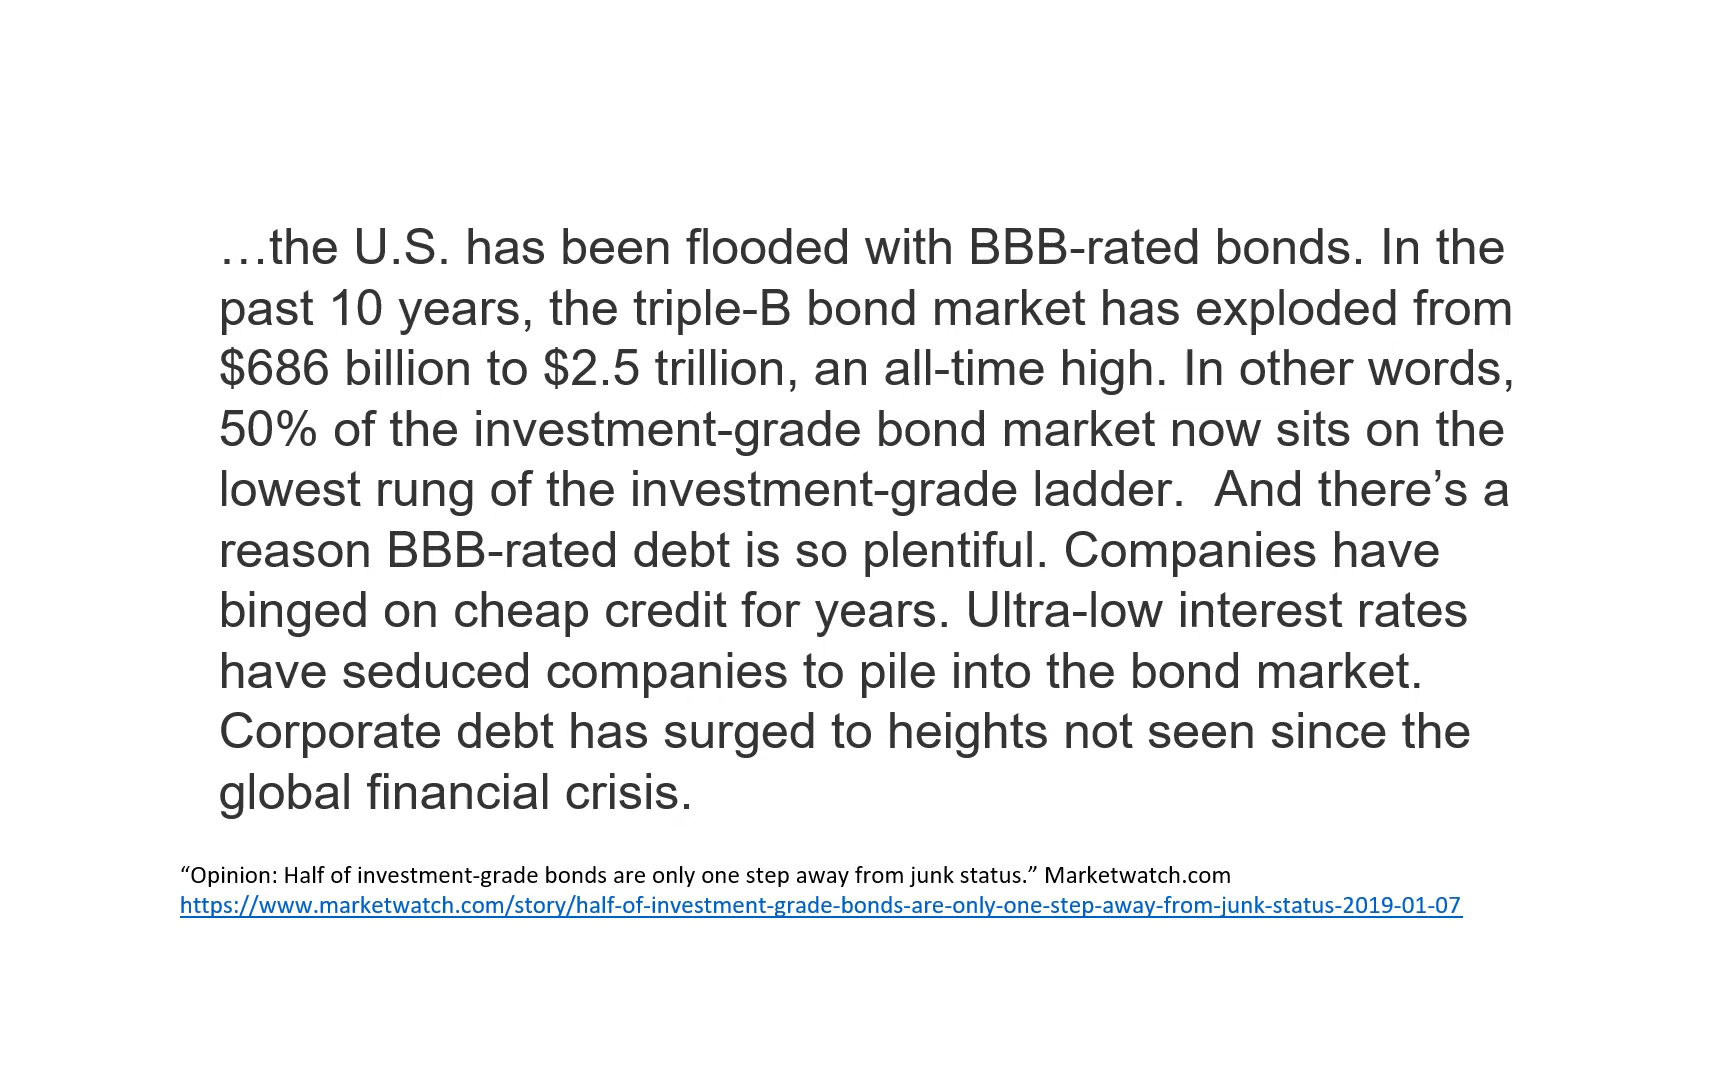 …the U.S. has been flooded with BBB-rated bonds. In the
past 10 years, the triple-B bond market has exploded from
$686 billion to $2.5 trillion, an all-time high. In other words,
50% of the investment-grade bond market now sits on the
lowest rung of the investment-grade ladder.  And there’s a
reason BBB-rated debt is so plentiful. Companies have
binged on cheap credit for years. Ultra-low interest rates
have seduced companies to pile into the bond market.
Corporate debt has surged to heights not seen since the
global financial crisis.
“Opinion: Half of investment-grade bonds are only one step away from junk status.” Marketwatch.com
https://www.marketwatch.com/story/half-of-investment-grade-bonds-are-only-one-step-away-from-junk-status-2019-01-07